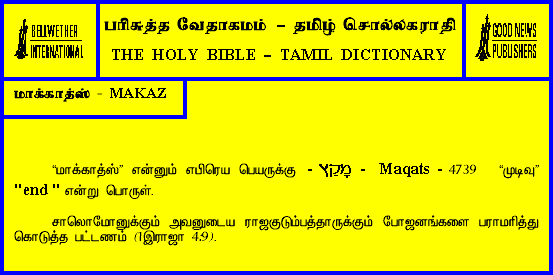 BELLWETHER
INTERNATIONAL
பரிசுத்த வேதாகமம் – தமிழ் சொல்லகராதி
THE HOLY BIBLE – TAMIL DICTIONARY
GOOD NEWS
PUBLISHERS
மாக்காத்ஸ் - MAKAZ
“மாக்காத்ஸ்” என்னும் எபிரெய பெயருக்கு - מָקַץ - Maqats - 4739 “முடிவு”
"end " என்று பொருள்.
சாலொமோனுக்கும் அவனுடைய ராஜகுடும்பத்தாருக்கும் போஜனங்களை பராமரித்து
கொடுத்த பட்டணம் (1இராஜா 4:9).